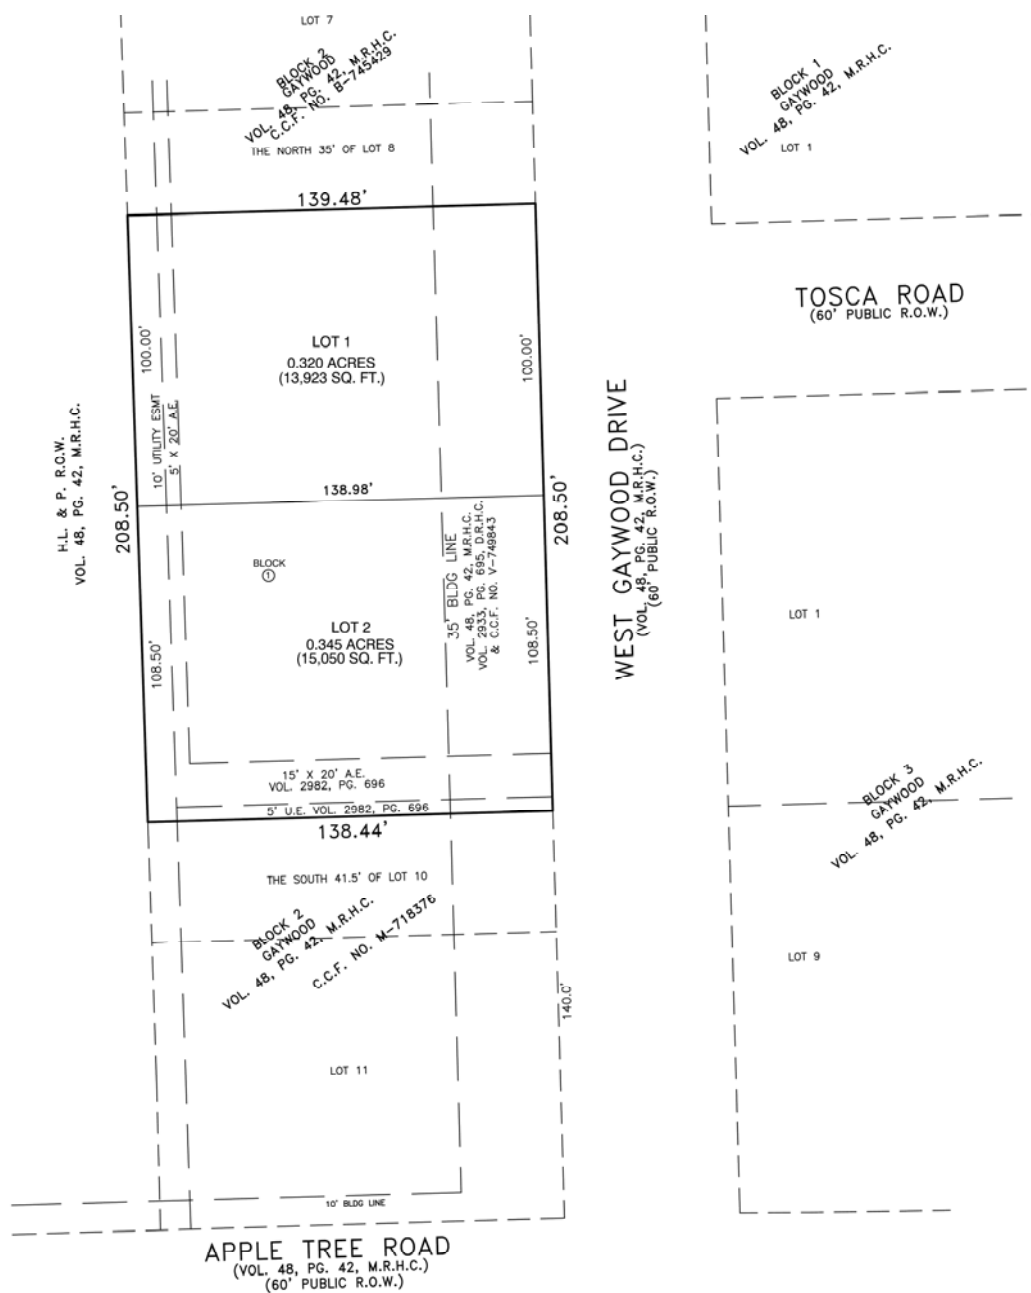 LOT 7
BLOCK 2
GAYWOOD
VOL. 48, PG. 42, M.R.H.C.
C.C.F. NO. B-745429
THE NORTH 35' OF LOT 8
BLOCK 1
GAYWOOD
VOL. 48, PG. 42, M.R.H.C.
LOT 1
139.48'
TOSCA ROAD
(60' PUBLIC R.O.W.)
100.00'
LOT 1
0.320 ACRES
(13,923 SQ. FT.)
100.00'
10' UTILITY ESMT
5' X 20' A.E.
H.L. & P. R.O.W.
VOL. 48, PG. 42, M.R.H.C.
208.50'
138.98'
208.50'
WEST GAYWOOD DRIVE
(VOL. 48, PG. 42, M.R.H.C.)
(60' PUBLIC R.O.W.)
BLOCK
1
35' BLDG LINE
VOL. 48, PG. 42, M.R.H.C.
VOL. 2933, PG. 695, D.R.H.C.
& C.C.F. NO. V-749843
LOT 2
0.345 ACRES
(15,050 SQ. FT.)
108.50'
108.50'
LOT 1
15' X 20' A.E.
VOL. 2982, PG. 696
5' U.E. VOL. 2982, PG. 696
138.44'
BLOCK 3
GAYWOOD
VOL. 48, PG. 42, M.R.H.C.
THE SOUTH 41.5' OF LOT 10
BLOCK 2
GAYWOOD
VOL. 48, PG. 42, M.R.H.C.
C.C.F. NO. M-718376
LOT 9
140.0'
LOT 11
10' BLDG LINE
APPLE TREE ROAD
(VOL. 48, PG. 42, M.R.H.C.)
(60' PUBLIC R.O.W.)